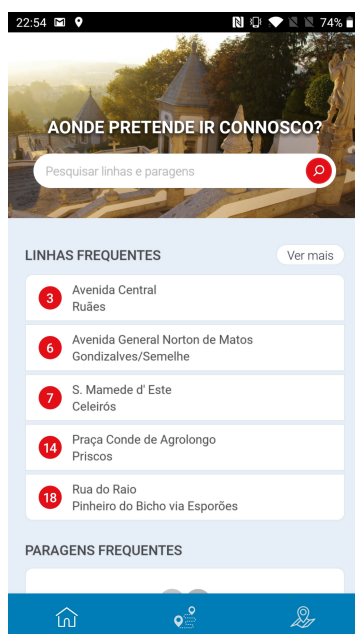 22:54
74%
AONDE PRETENDE IR CONNOSCO?
Pesquisar linhas e paragens
LINHAS FREQUENTES
Ver mais
3
Avenida Central
Ruães
6
Avenida General Norton de Matos
Gondizalves/Semelhe
7
S. Mamede d' Este
Celeirós
14
Praça Conde de Agrolongo
Priscos
18
Rua do Raio
Pinheiro do Bicho via Esporões
PARAGENS FREQUENTES